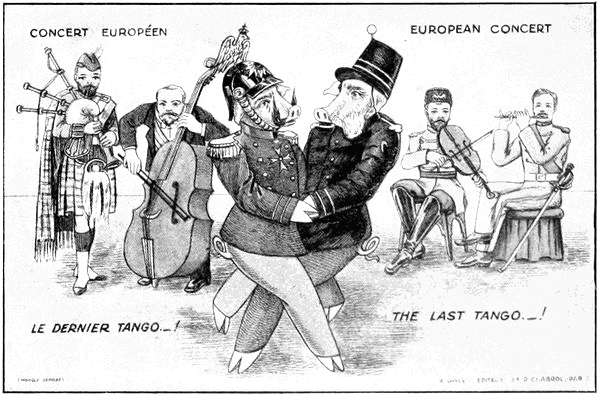 CONCERT EUROPÉEN
EUROPEAN CONCERT
LE DERNIER TANGO._!
THE LAST TANGO._!